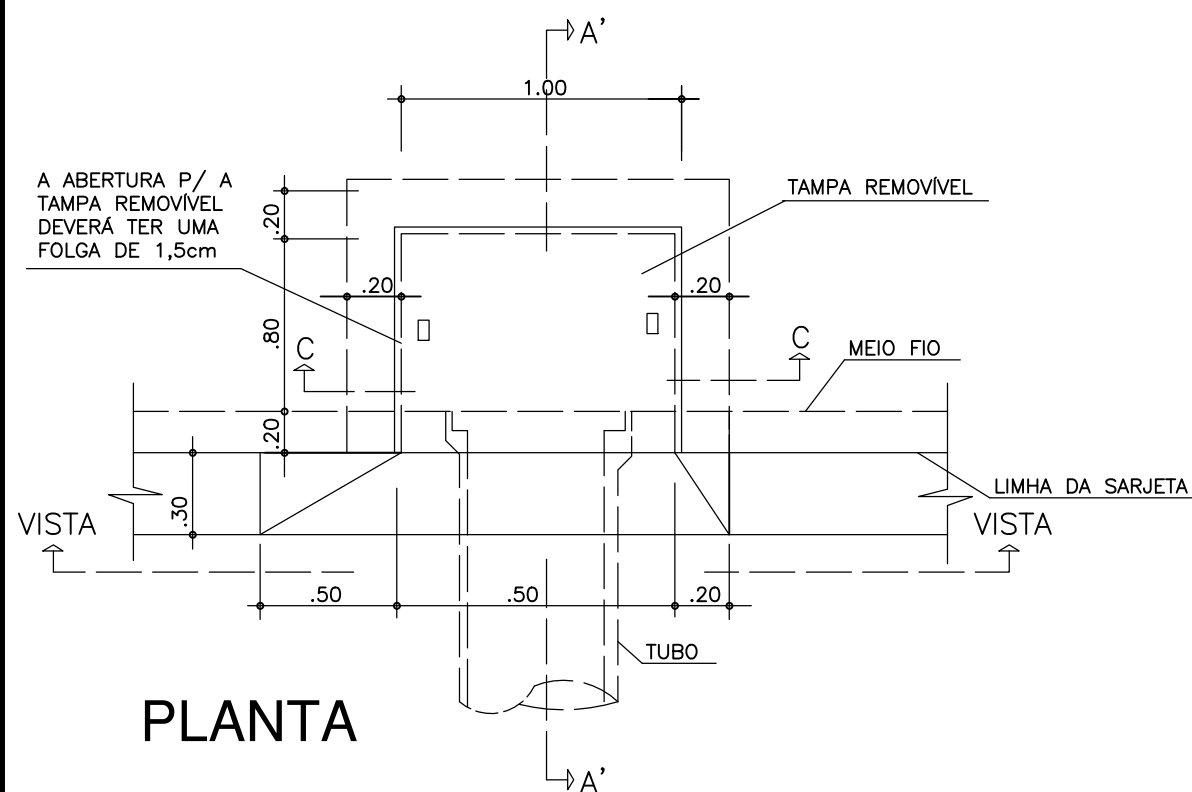 A'
1.00
A ABERTURA P/ A
TAMPA REMOVÍVEL
DEVERÁ TER UMA
FOLGA DE 1,5cm
TAMPA REMOVÍVEL
.20
.20
.20
.80
C
C
MEIO FIO
.20
.30
LIMHA DA SARJETA
VISTA
VISTA
.50
.50
.20
TUBO
PLANTA
A'